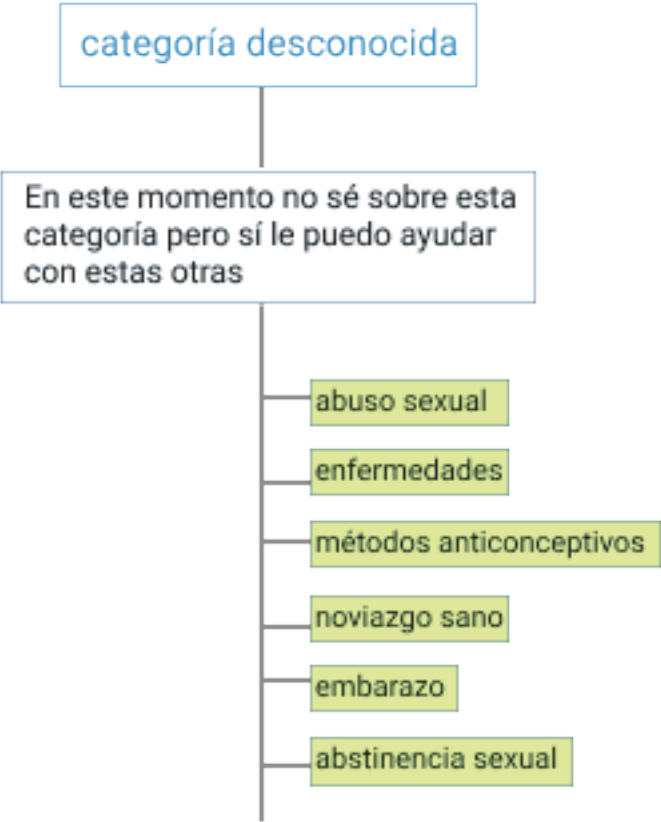 categoría desconocida
En este momento no sé sobre esta
categoría pero sí le puedo ayudar
con estas otras
abuso sexual
enfermedades
métodos anticonceptivos
noviazgo sano
embarazo
abstinencia sexual